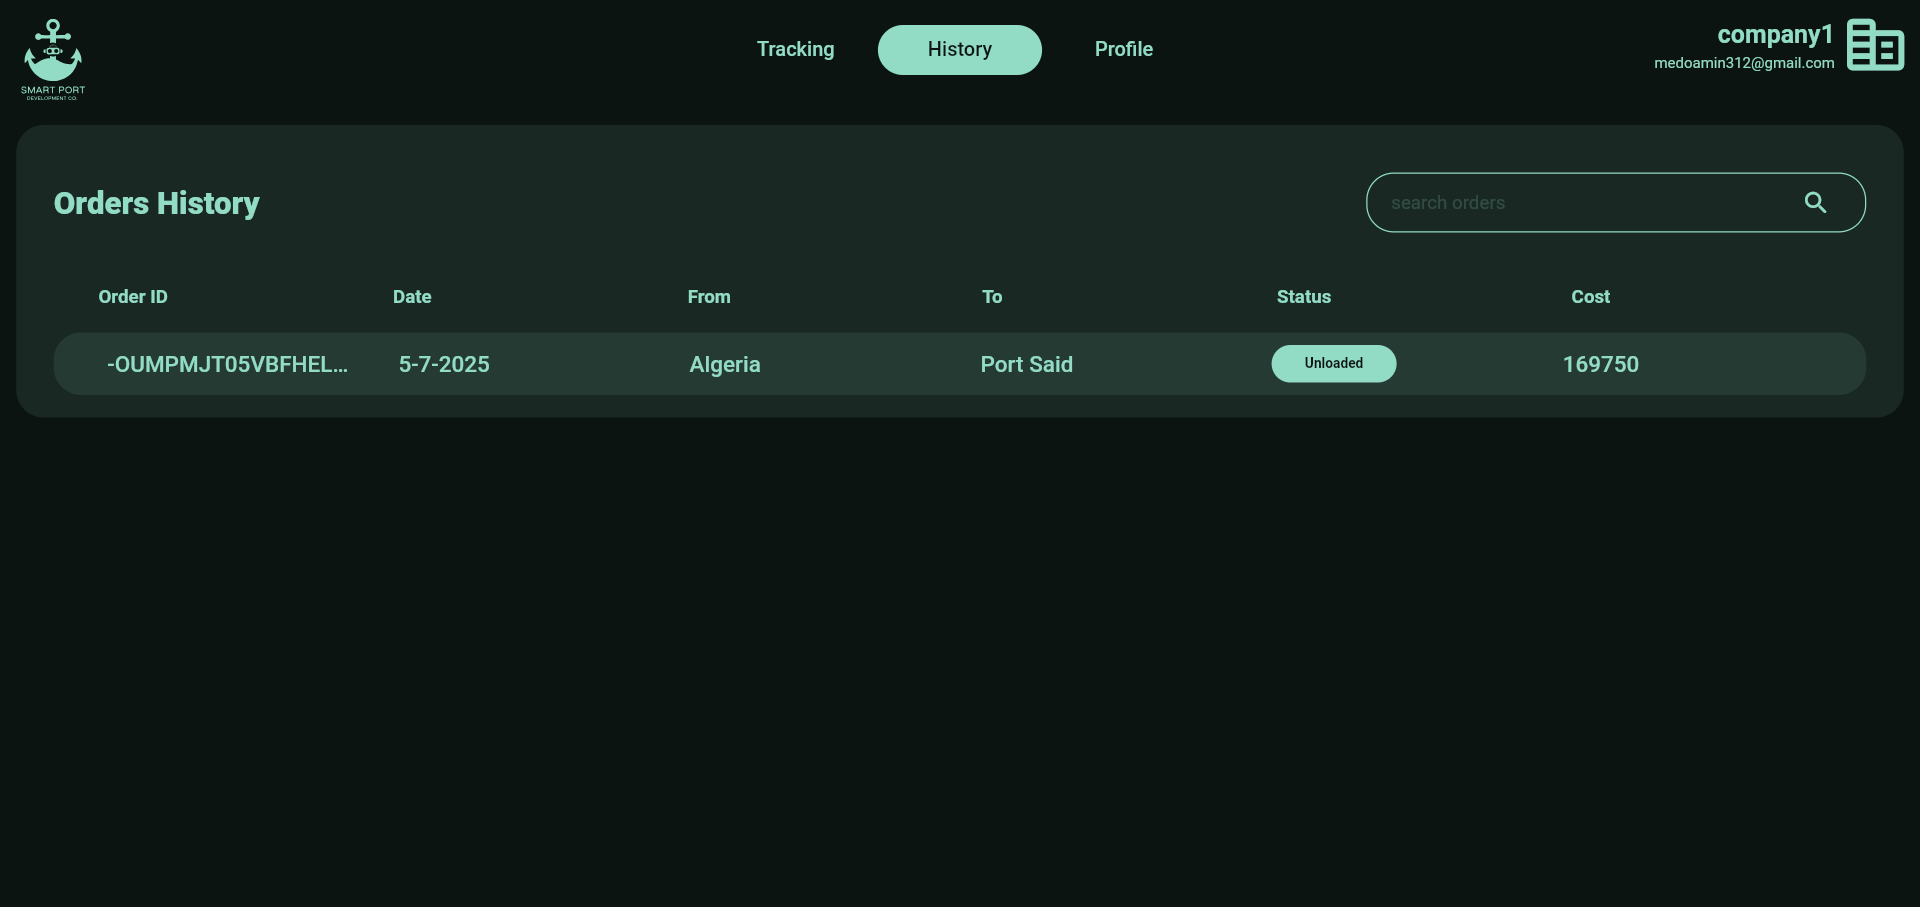 SMART PORT
DEVELOPMENT CO.
Tracking
History
Profile
company1
medoamin312@gmail.com
Orders History
search orders
Order ID Date From To Status Cost
-OUMPMJT05VBFHEL... 5-7-2025 Algeria Port Said Unloaded 169750